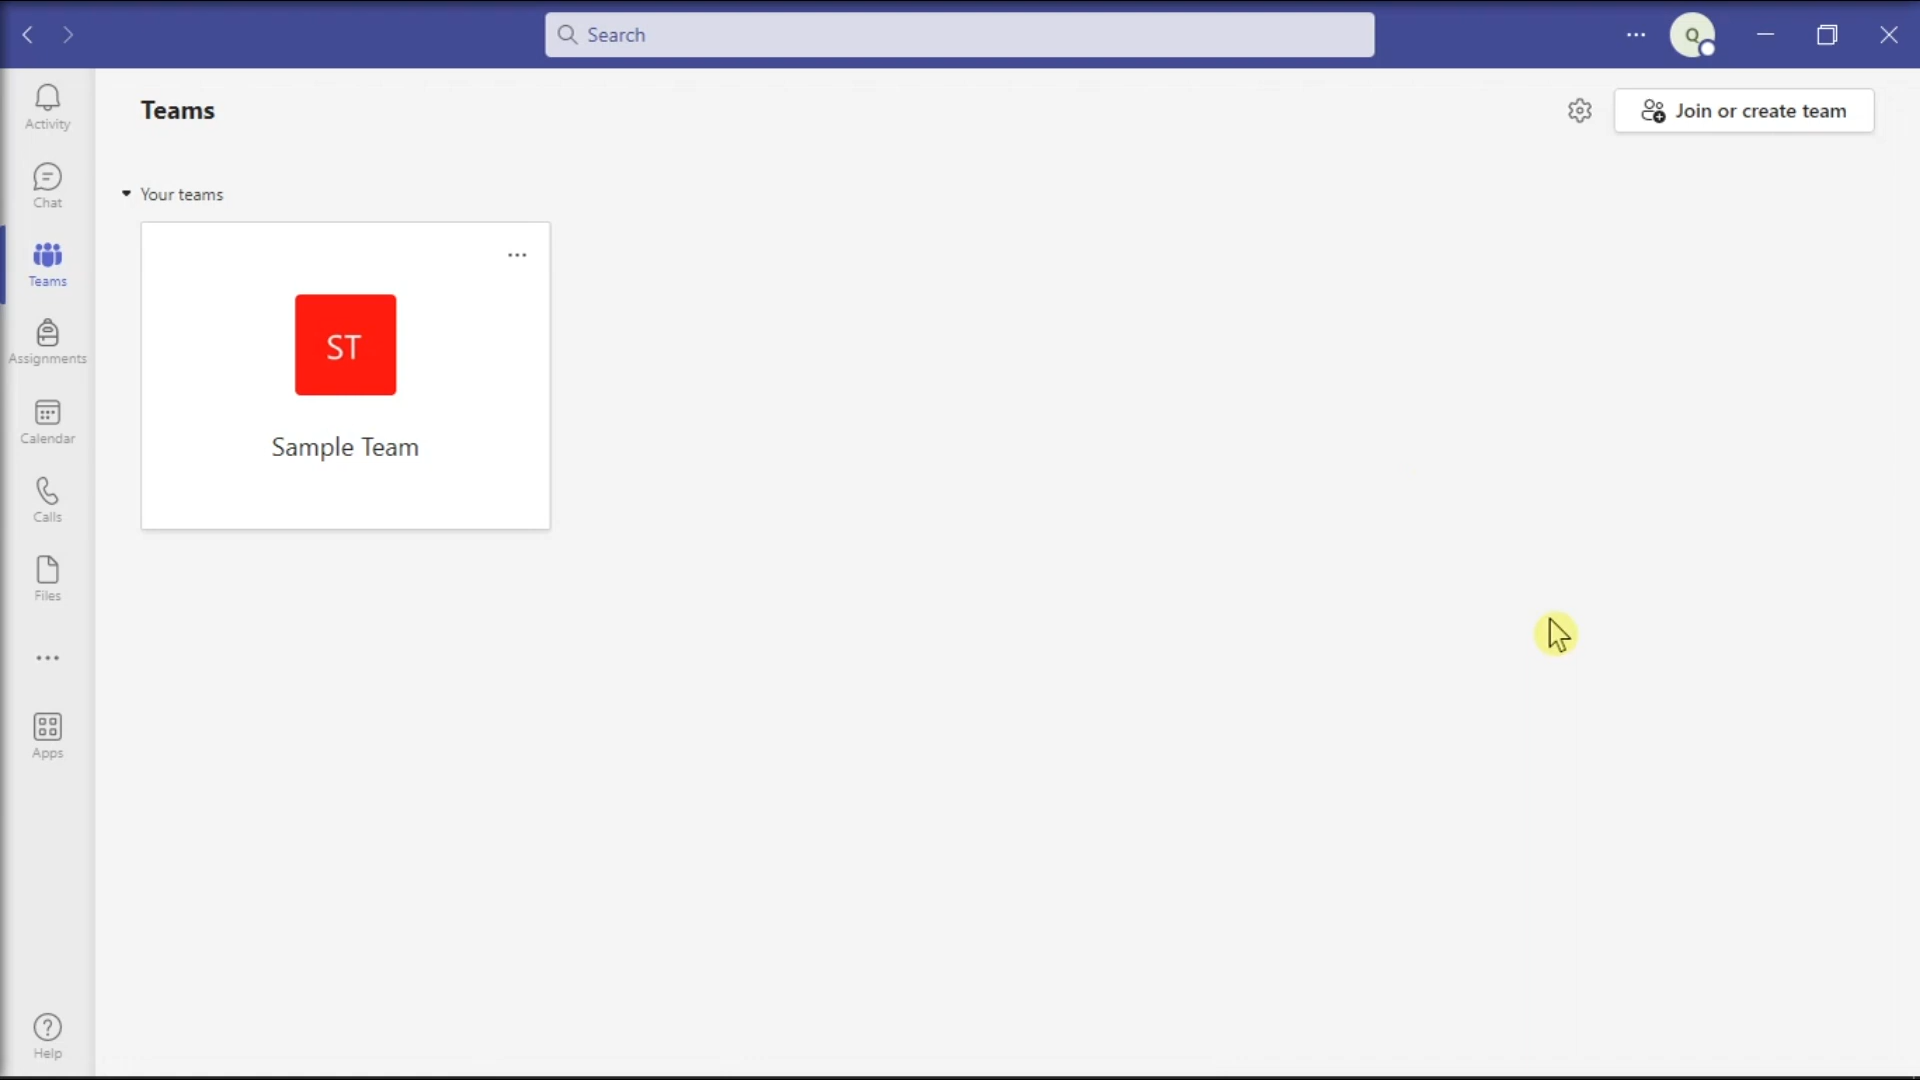 Search
Q
Activity
Teams
Join or create team
Chat
Your teams
Teams
ST
Assignments
Sample Team
Calendar
Calls
Files
Apps
Help